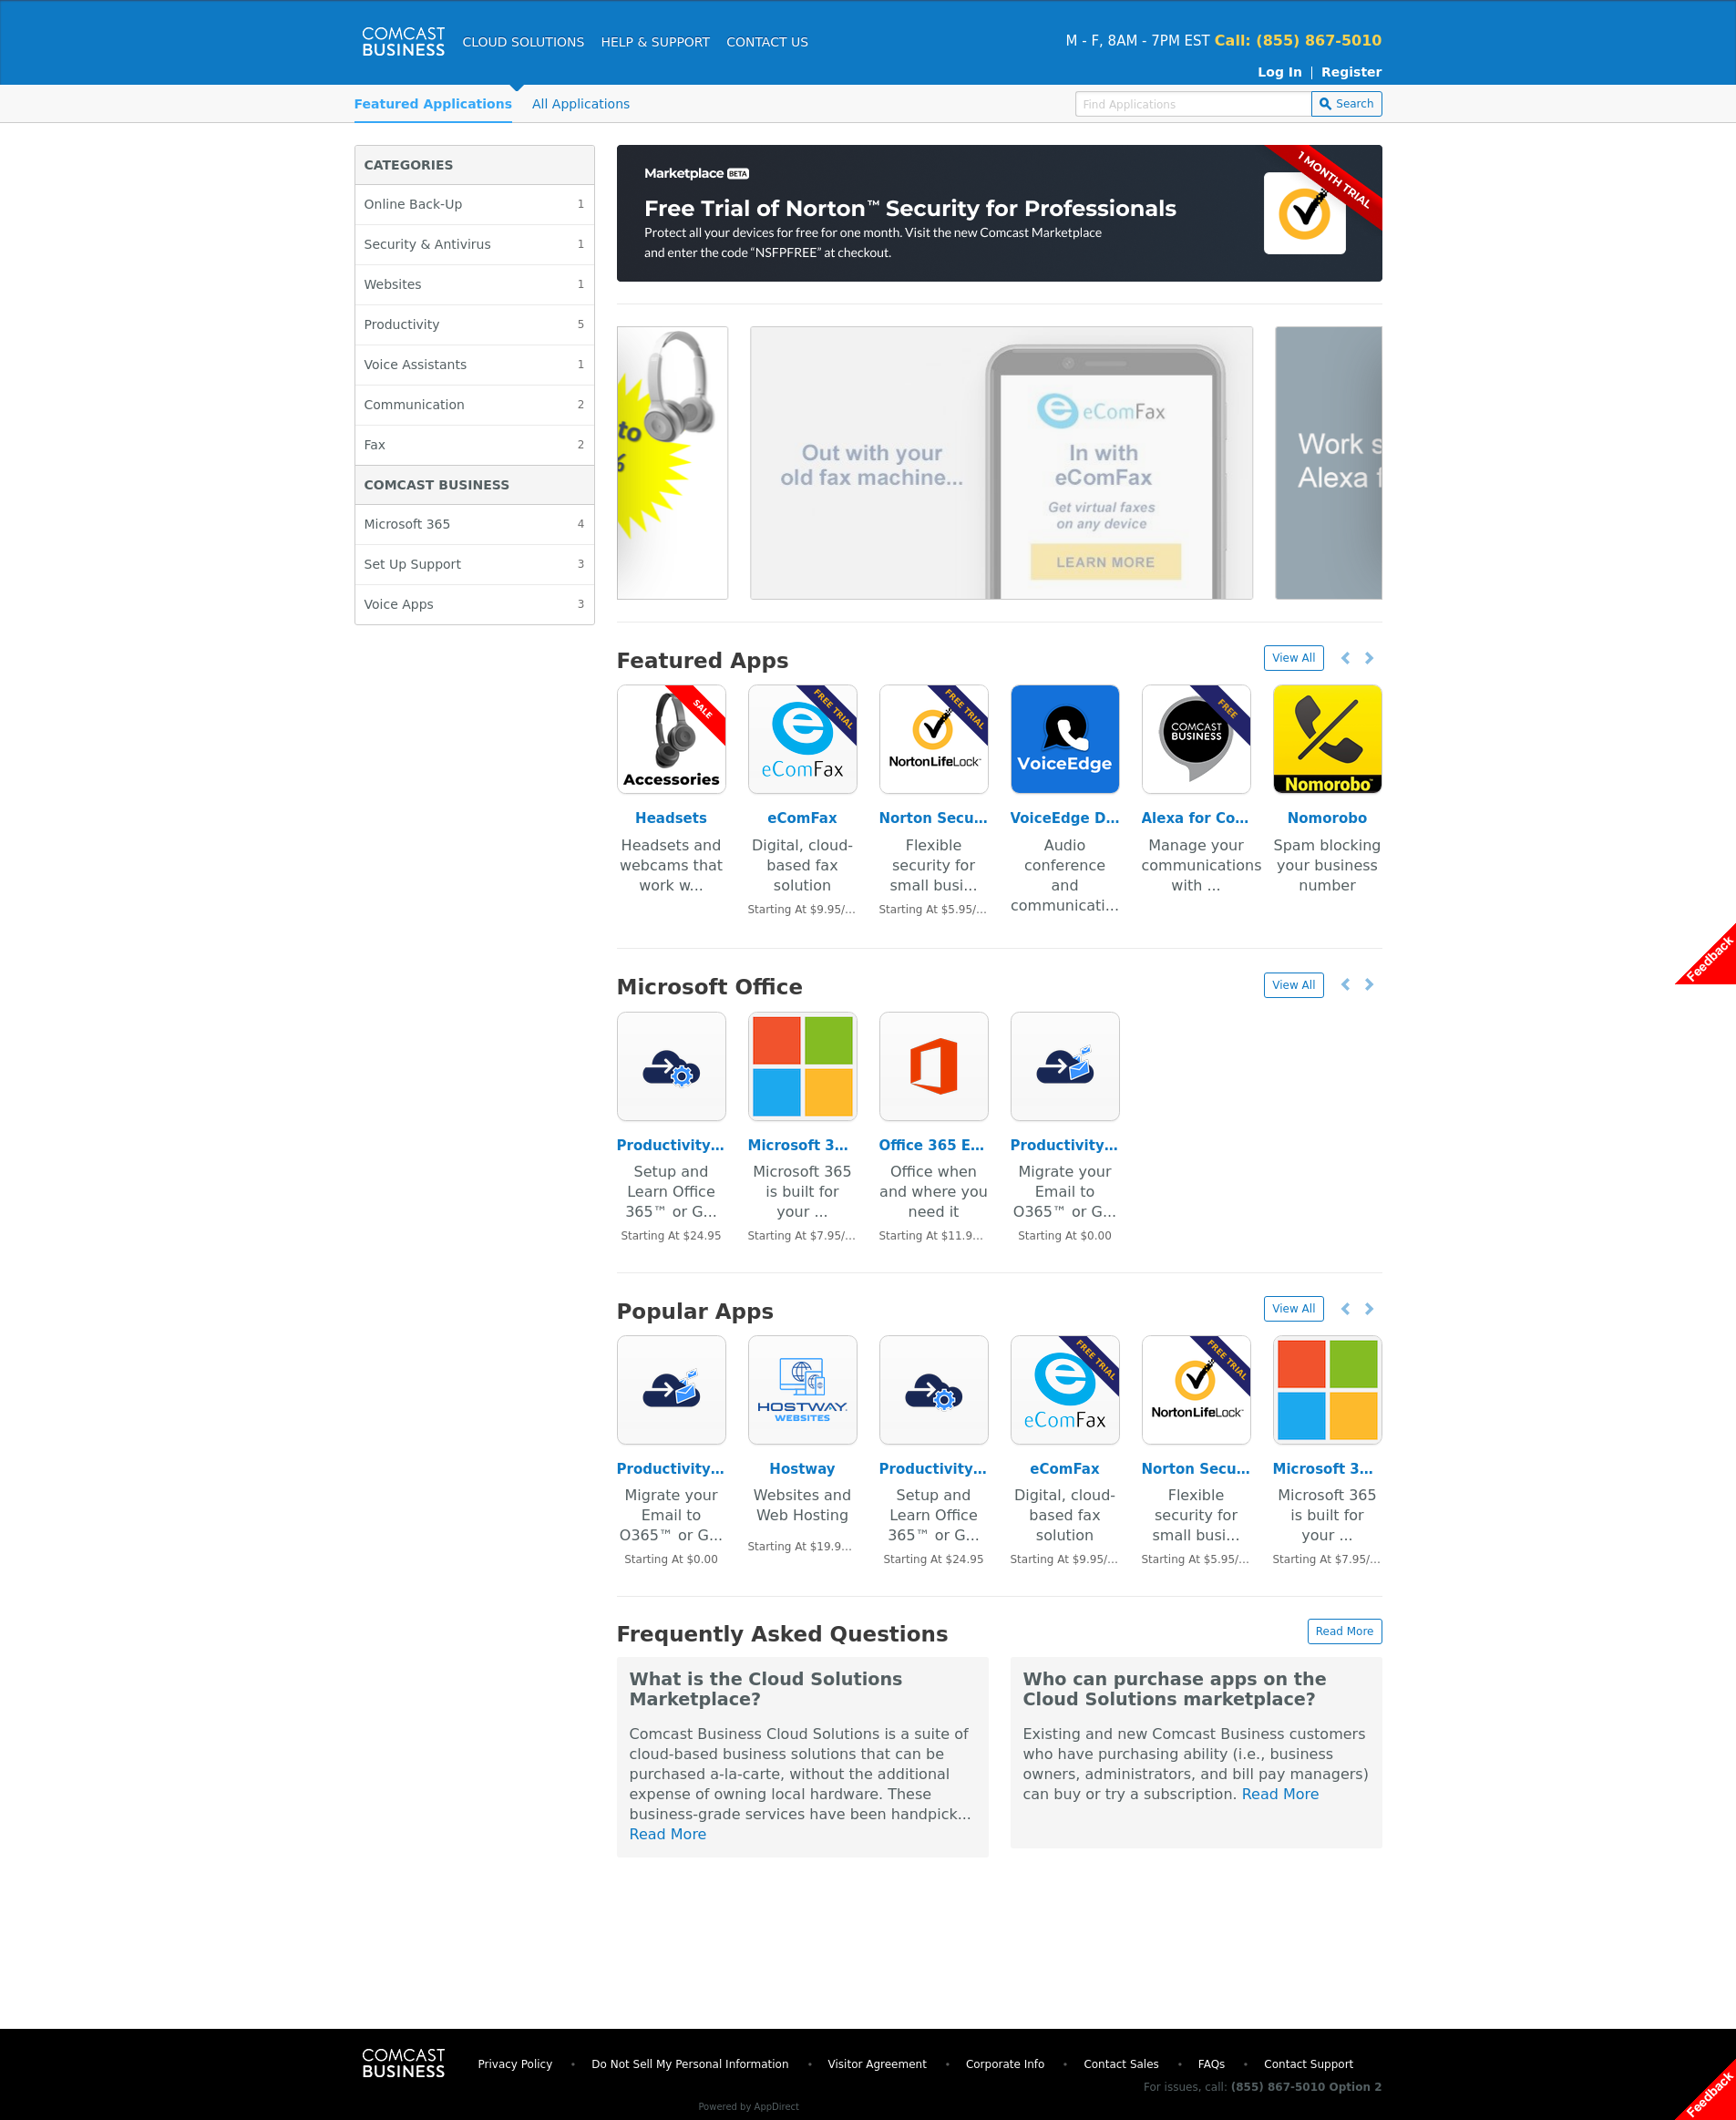 COMCAST
BUSINESS
CLOUD SOLUTIONS HELP & SUPPORT CONTACT US
M - F, 8AM - 7PM EST Call: (855) 867-5010
Log In | Register
Featured Applications All Applications
Find Applications Search
CATEGORIES
Online Back-Up 1
Security & Antivirus 1
Websites 1
Productivity 5
Voice Assistants 1
Communication 2
Fax 2
COMCAST BUSINESS
Microsoft 365 4
Set Up Support 3
Voice Apps 3
Marketplace BETA
Free Trial of Norton™ Security for Professionals
Protect all your devices for free for one month. Visit the new Comcast Marketplace
and enter the code “NSFPFREE” at checkout.
1 MONTH TRIAL
to
%
Out with your
old fax machine...
eComFax
In with
eComFax
Get virtual faxes
on any device
LEARN MORE
Work s
Alexa f
Featured Apps
View All
SALE
Accessories
Headsets
Headsets and
webcams that
work w...
FREE TRIAL
eComFax
eComFax
Digital, cloud-
based fax
solution
Starting At $9.95/...
FREE TRIAL
NortonLifeLock™
Norton Secu...
Flexible
security for
small busi...
Starting At $5.95/...
VoiceEdge
VoiceEdge D...
Audio
conference
and
communicati...
FREE
COMCAST
BUSINESS
Alexa for Co...
Manage your
communications
with ...
Nomorobo™
Nomorobo
Spam blocking
your business
number
Microsoft Office
View All
Productivity...
Setup and
Learn Office
365™ or G...
Starting At $24.95
Microsoft 3...
Microsoft 365
is built for
your ...
Starting At $7.95/...
Office 365 E...
Office when
and where you
need it
Starting At $11.9...
Productivity...
Migrate your
Email to
O365™ or G...
Starting At $0.00
Popular Apps
View All
Productivity...
Migrate your
Email to
O365™ or G...
Starting At $0.00
HOSTWAY
WEBSITES
Hostway
Websites and
Web Hosting
Starting At $19.9...
Productivity...
Setup and
Learn Office
365™ or G...
Starting At $24.95
FREE TRIAL
eComFax
eComFax
Digital, cloud-
based fax
solution
Starting At $9.95/...
FREE TRIAL
NortonLifeLock™
Norton Secu...
Flexible
security for
small busi...
Starting At $5.95/...
Microsoft 3...
Microsoft 365
is built for
your ...
Starting At $7.95/...
Frequently Asked Questions
Read More
What is the Cloud Solutions
Marketplace?
Comcast Business Cloud Solutions is a suite of
cloud-based business solutions that can be
purchased a-la-carte, without the additional
expense of owning local hardware. These
business-grade services have been handpick...
Read More
Who can purchase apps on the
Cloud Solutions marketplace?
Existing and new Comcast Business customers
who have purchasing ability (i.e., business
owners, administrators, and bill pay managers)
can buy or try a subscription. Read More
Feedback
COMCAST
BUSINESS
Privacy Policy • Do Not Sell My Personal Information • Visitor Agreement • Corporate Info • Contact Sales • FAQs • Contact Support
For issues, call: (855) 867-5010 Option 2
Powered by AppDirect
Feedback